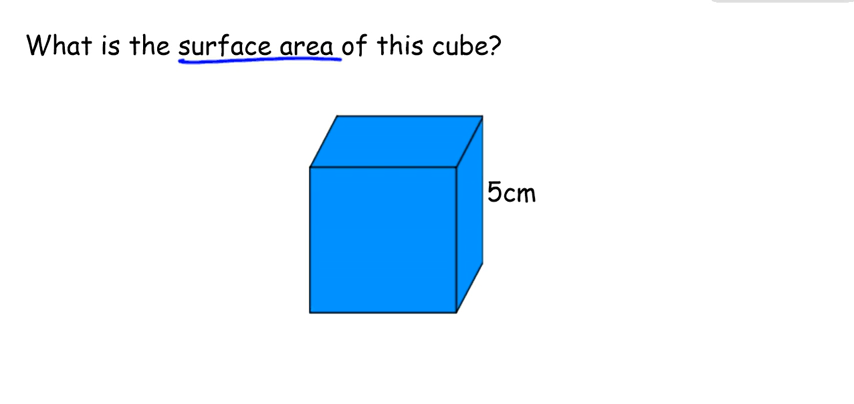 What is the surface area of this cube?
5cm